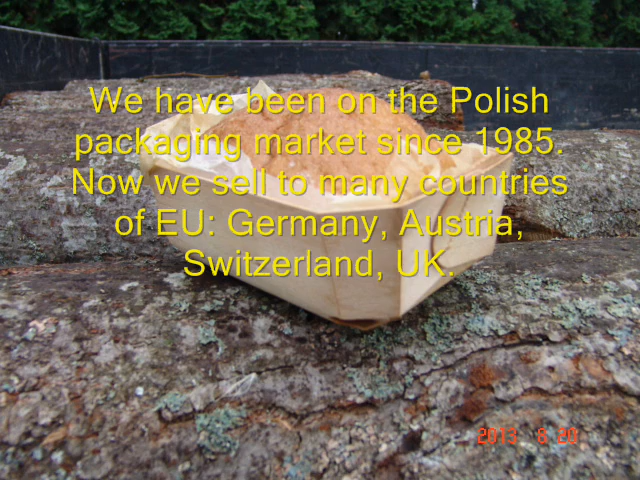 We have been on the Polish
packaging market since 1985.
Now we sell to many countries
of EU: Germany, Austria,
Switzerland, UK.
2013. 8 20